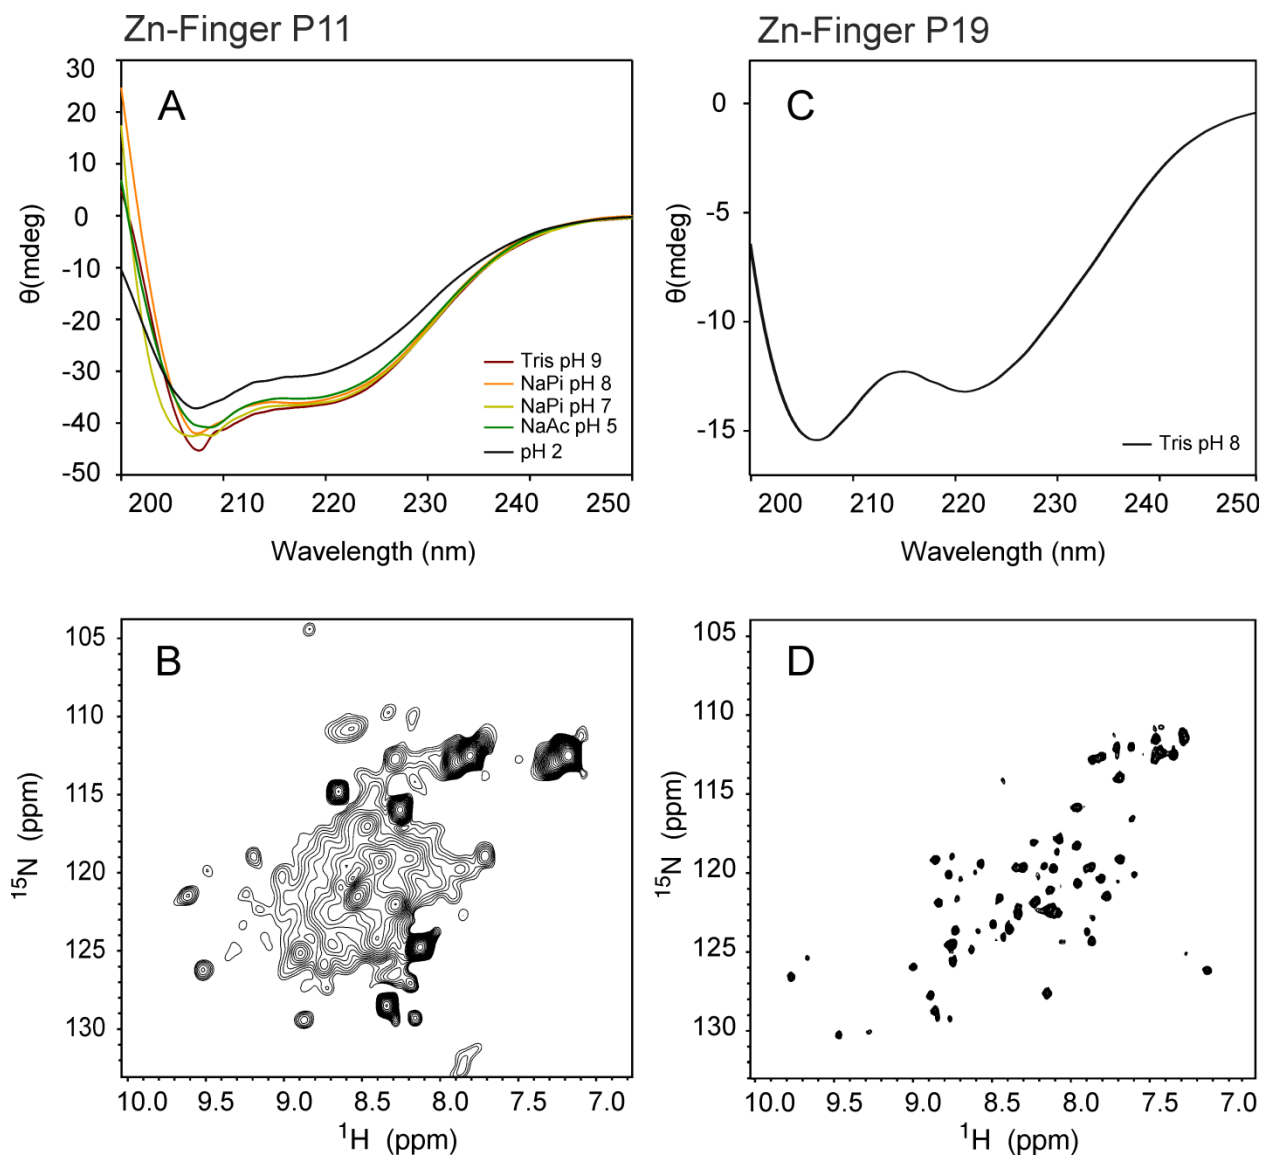 Zn-Finger P11
Zn-Finger P19
A
30
20
10
0
-10
-20
-30
-40
-50
θ(mdeg)
Tris pH 9
NaPi pH 8
NaPi pH 7
NaAc pH 5
pH 2
200 210 220 230 240 250
Wavelength (nm)
C
0
-5
-10
-15
θ(mdeg)
Tris pH 8
200 210 220 230 240 250
Wavelength (nm)
B
105
110
115
120
125
130
15N (ppm)
10.0 9.5 9.0 8.5 8.0 7.5 7.0
1H (ppm)
D
105
110
115
120
125
130
15N (ppm)
10.0 9.0 8.5 8.0 7.5 7.0
1H (ppm)